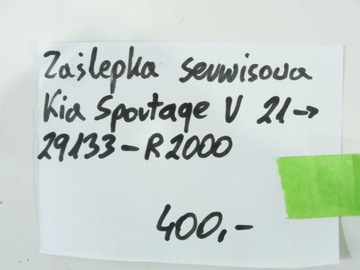 Zaślepka serwisowa
Kia Sportage V 21→
29133-R2000
400,-